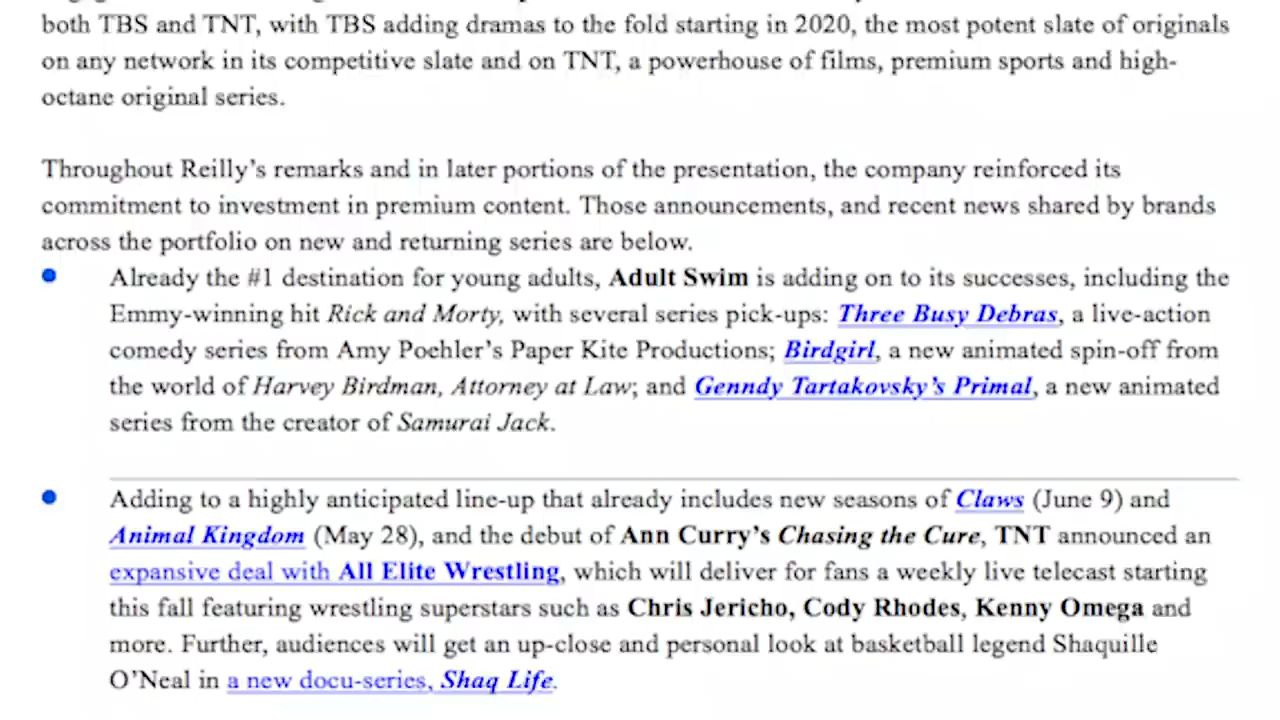 both TBS and TNT, with TBS adding dramas to the fold starting in 2020, the most potent slate of originals
on any network in its competitive slate and on TNT, a powerhouse of films, premium sports and high-
octane original series.
Throughout Reilly's remarks and in later portions of the presentation, the company reinforced its
commitment to investment in premium content. Those announcements, and recent news shared by brands
across the portfolio on new and returning series are below.
Already the #1 destination for young adults, Adult Swim is adding on to its successes, including the
Emmy-winning hit Rick and Morty, with several series pick-ups: Three Busy Debras, a live-action
comedy series from Amy Poehler's Paper Kite Productions; Birdgirl, a new animated spin-off from
the world of Harvey Birdman, Attorney at Law; and Genndy Tartakovsky's Primal, a new animated
series from the creator of Samurai Jack.
Adding to a highly anticipated line-up that already includes new seasons of Claws (June 9) and
Animal Kingdom (May 28), and the debut of Ann Curry's Chasing the Cure, TNT announced an
expansive deal with All Elite Wrestling, which will deliver for fans a weekly live telecast starting
this fall featuring wrestling superstars such as Chris Jericho, Cody Rhodes, Kenny Omega and
more. Further, audiences will get an up-close and personal look at basketball legend Shaquille
O'Neal in a new docu-series, Shaq Life.